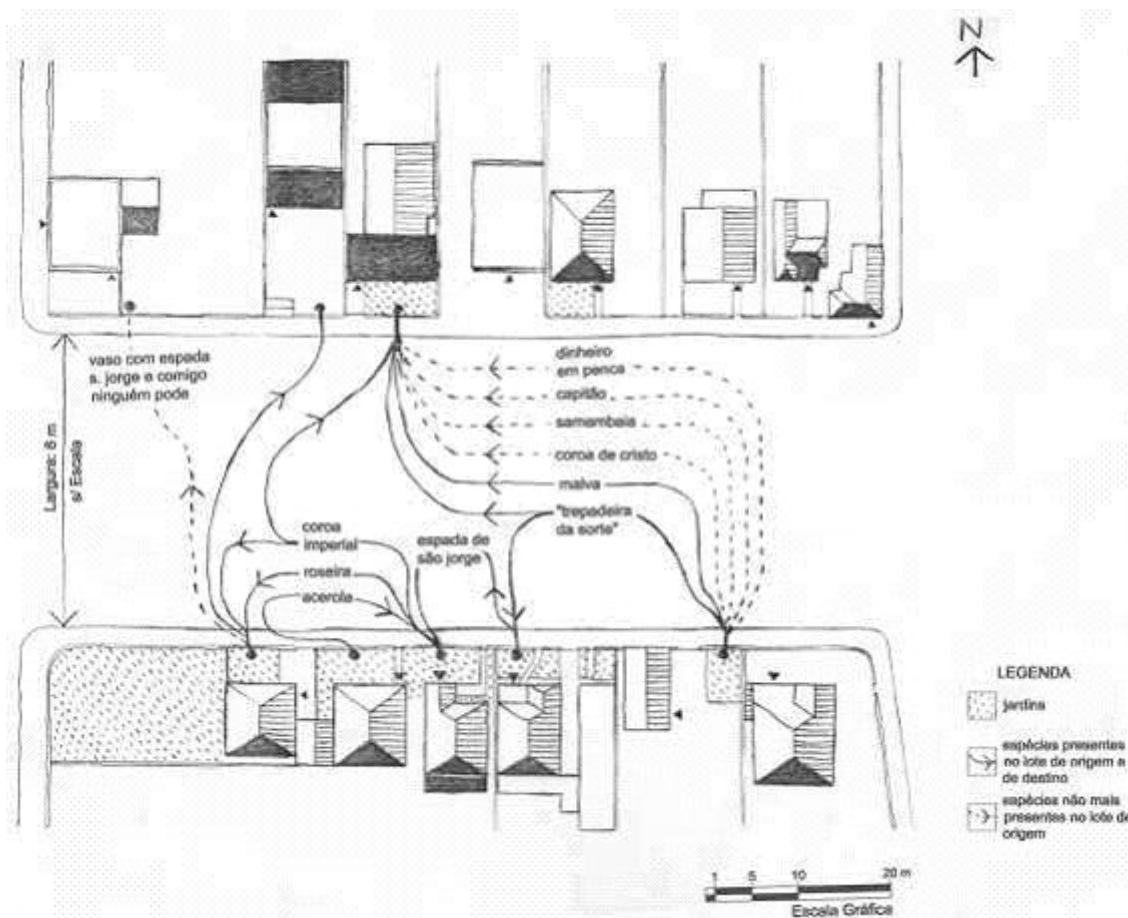 N
vaso com espada
s. jorge e comigo
ninguém pode
Largura: 8 m
s/ Escala
dinheiro
em penca
capitão
samambaia
coroa de cristo
malva
"trepadeira
da sorte"
espada de
são jorge
coroa
imperial
roseira
acerola
LEGENDA
jardins
espécies presentes
no lote de origem e
de destino
espécies não mais
presentes no lote de
origem
1 5 10 20 m
Escala Gráfica